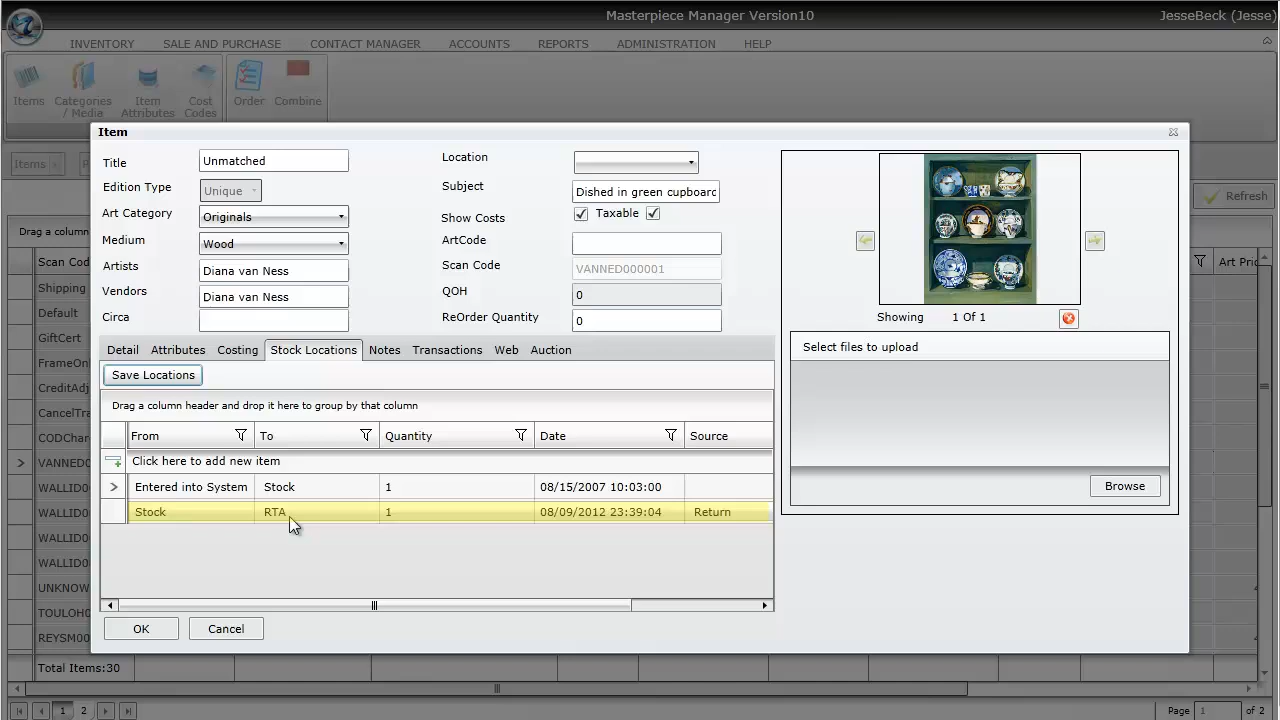 Masterpiece Manager Version10
JesseBeck (Jesse)
INVENTORY SALE AND PURCHASE CONTACT MANAGER ACCOUNTS REPORTS ADMINISTRATION HELP
Items
Categories / Media
Item Attributes
Cost Codes
Order
Combine
Items
Refresh
Item
Title Unmatched
Edition Type Unique
Art Category Originals
Medium Wood
Artists Diana van Ness
Vendors Diana van Ness
Circa
Location
Subject Dished in green cupboard
Show Costs Taxable
ArtCode
Scan Code VANNED000001
QOH 0
ReOrder Quantity 0
Showing 1 Of 1
Select files to upload
Browse
Detail Attributes Costing Stock Locations Notes Transactions Web Auction
Save Locations
Drag a column header and drop it here to group by that column
From To Quantity Date Source
Click here to add new item
Entered into System Stock 1 08/15/2007 10:03:00
Stock RTA 1 08/09/2012 23:39:04 Return
OK Cancel
Drag a column
Scan Cod
Art Pri
Shipping
Default
GiftCert
FrameOnl
CreditAdj
CancelTra
CODChar
VANNED0
WALLID0
WALLID0
WALLID0
WALLID0
UNKNOW
TOULOH0
REYSM00
Total Items:30
1 2
Page 1 of 2